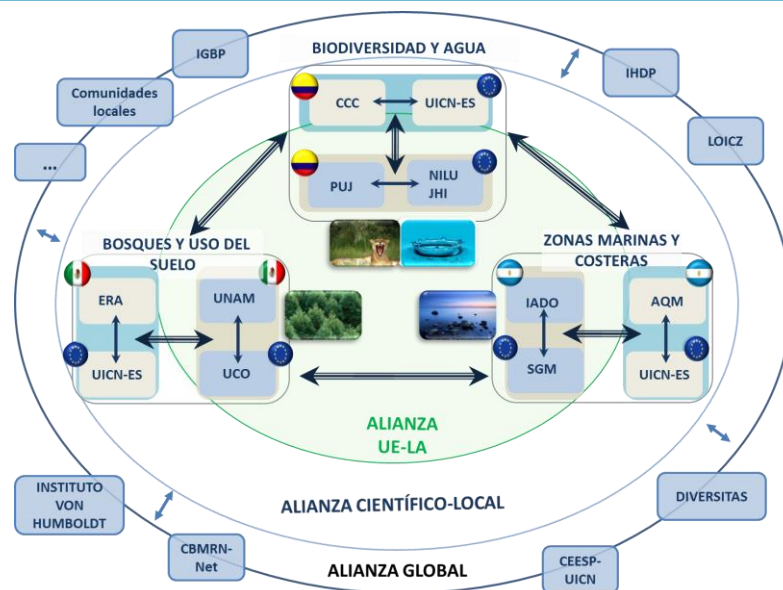 IGBP
BIODIVERSIDAD Y AGUA
IHDP
Comunidades
locales
CCC
UICN-ES
LOICZ
...
PUJ
NILU
JHI
BOSQUES Y USO DEL
SUELO
ZONAS MARINAS Y
COSTERAS
ERA
UNAM
IADO
AQM
UICN-ES
UCO
SGM
UICN-ES
ALIANZA
UE-LA
INSTITUTO
VON
HUMBOLDT
ALIANZA CIENTÍFICO-LOCAL
DIVERSITAS
CBMRN-
Net
ALIANZA GLOBAL
CEESP-
UICN